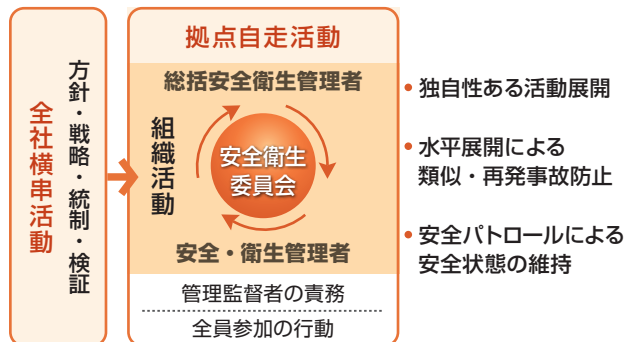 全社横串活動
方針・戦略・統制・検証
拠点自走活動
総括安全衛生管理者
組織活動
安全衛生
委員会
安全・衛生管理者
管理監督者の責務
全員参加の行動
• 独自性ある活動展開
• 水平展開による
類似・再発事故防止
• 安全パトロールによる
安全状態の維持